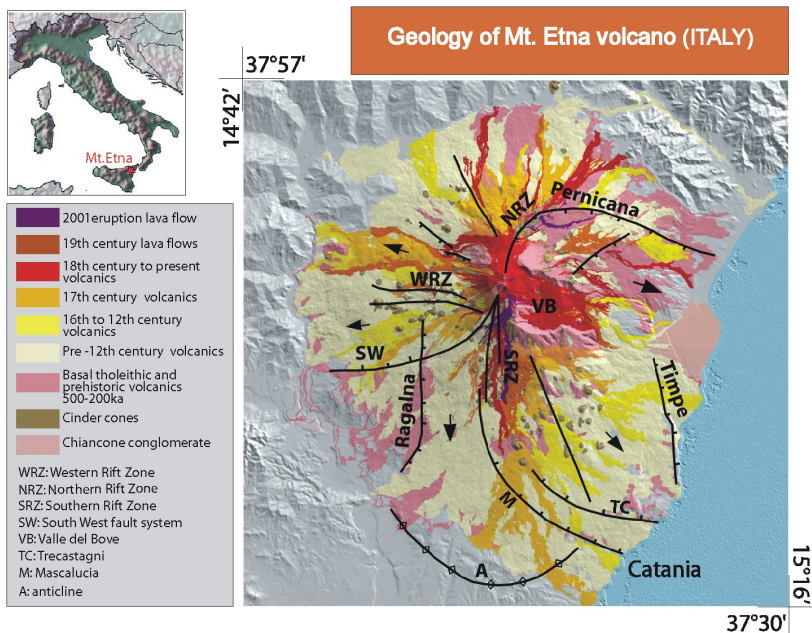 Geology of Mt. Etna volcano (ITALY)
37°57'
14°42'
Mt.Etna
2001eruption lava flow
19th century lava flows
18th century to present
volcanics
17th century volcanics
16th to 12th century
volcanics
Pre -12th century volcanics
Basal tholeithic and
prehistoric volcanics
500-200ka
Cinder cones
Chiancone conglomerate
WRZ: Western Rift Zone
NRZ: Northern Rift Zone
SRZ: Southern Rift Zone
SW: South West fault system
VB: Valle del Bove
TC: Trecastagni
M: Mascalucia
A: anticline
NRZ
Pernicana
WRZ
VB
SW
SRZ
Ragalna
Timpe
M
TC
A
Catania
15°16'
37°30'